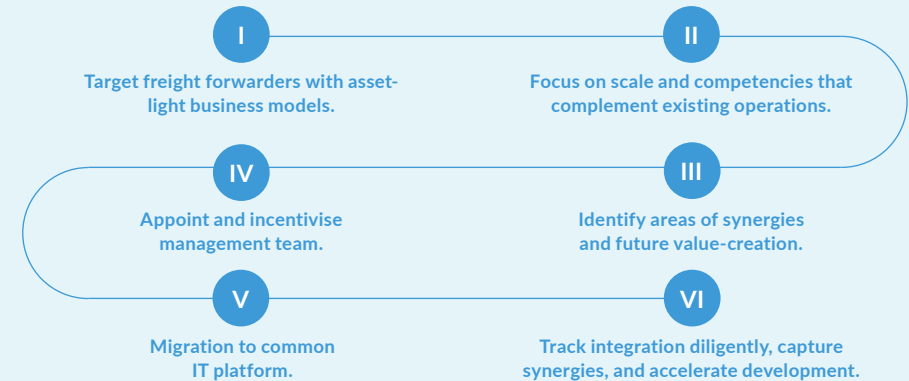 I
Target freight forwarders with asset-
light business models.
II
Focus on scale and competencies that
complement existing operations.
III
Identify areas of synergies
and future value-creation.
IV
Appoint and incentivise
management team.
V
Migration to common
IT platform.
VI
Track integration diligently, capture
synergies, and accelerate development.